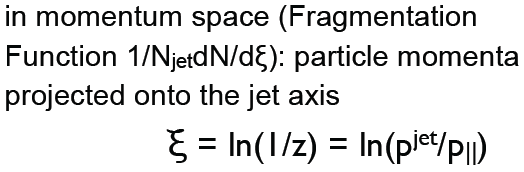 in momentum space (Fragmentation
Function 1/NjetdN/dξ): particle momenta
projected onto the jet axis
ξ = ln(1/z) = ln(pjet/p||)